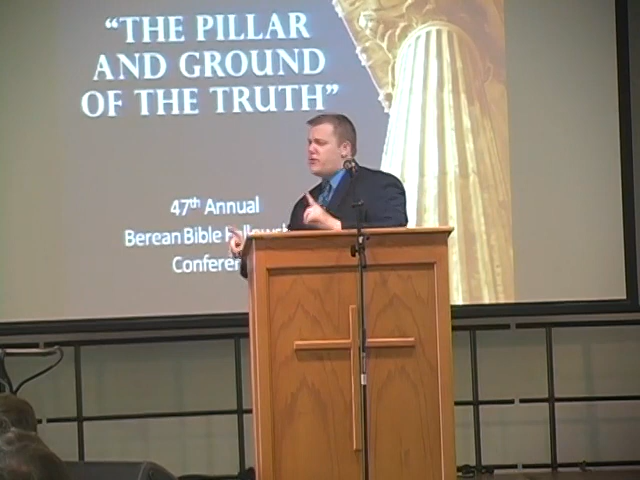 “THE PILLAR
AND GROUND
OF THE TRUTH”
47th Annual
Berean Bible